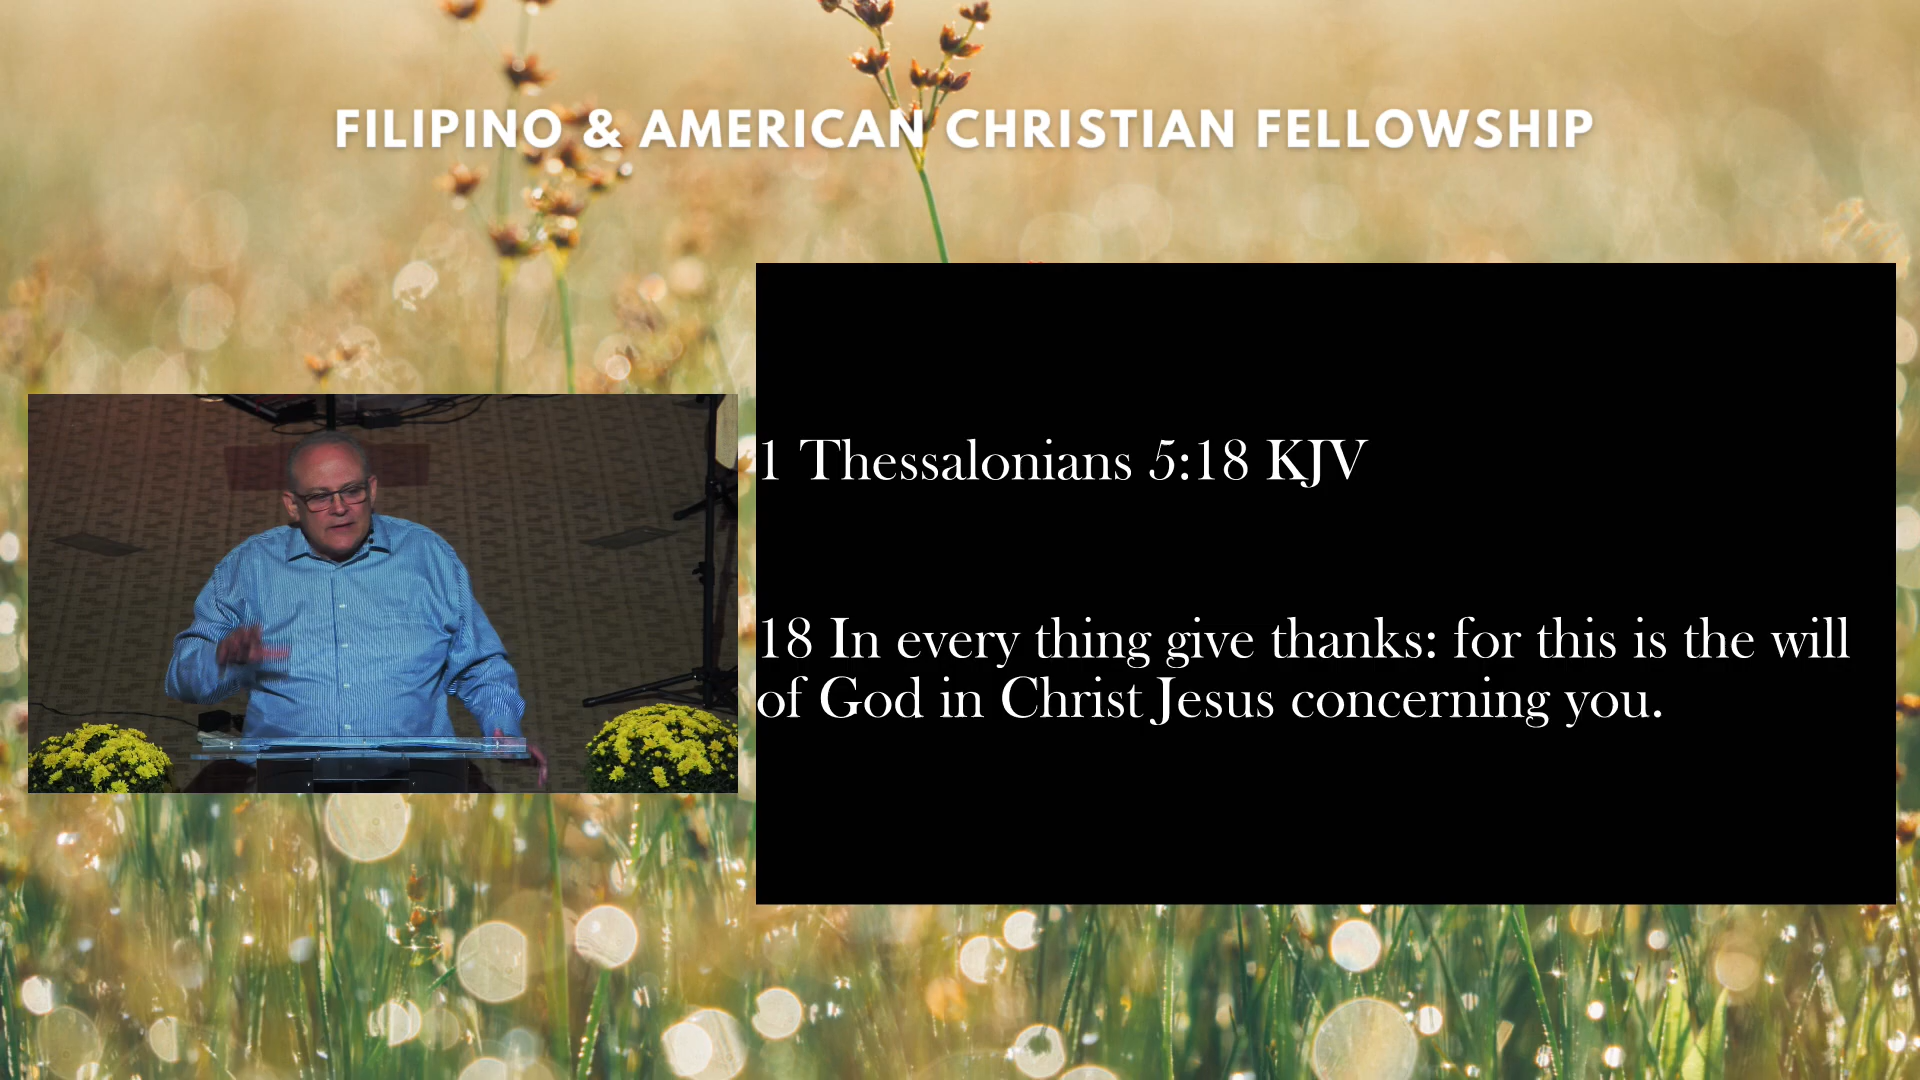 FILIPINO & AMERICAN CHRISTIAN FELLOWSHIP
1 Thessalonians 5:18 KJV
18 In every thing give thanks: for this is the will
of God in Christ Jesus concerning you.